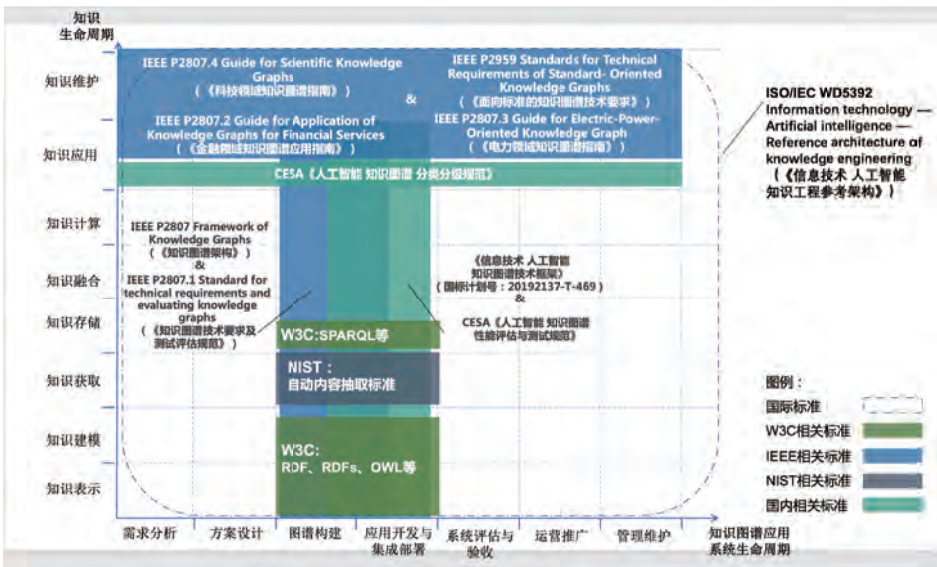 知识
生命周期
知识维护
知识应用
知识计算
知识融合
知识存储
知识获取
知识建模
知识表示
IEEE P2807.4 Guide for Scientific Knowledge
Graphs
（《科技领域知识图谱指南》）
&
IEEE P2959 Standards for Technical
Requirements of Standard- Oriented
Knowledge Graphs
（《面向标准的知识图谱技术要求》）
IEEE P2807.2 Guide for Application of
Knowledge Graphs for Financial Services
（《金融领域知识图谱应用指南》）
IEEE P2807.3 Guide for Electric-Power-
Oriented Knowledge Graph
（《电力领域知识图谱指南》）
CESA《人工智能 知识图谱 分类分级规范》
IEEE P2807 Framework of
Knowledge Graphs
（《知识图谱架构》）
&
IEEE P2807.1 Standard for
technical requirements and
evaluating knowledge
graphs
（《知识图谱技术要求及
测试评估规范》）
《信息技术 人工智能
知识图谱技术框架》
（国标计划号：20192137-T-469）
&
CESA《人工智能 知识图谱
性能评估与测试规范》
W3C:SPARQL等
NIST：
自动内容抽取标准
W3C:
RDF、RDFs、OWL等
ISO/IEC WD5392
Information technology —
Artificial intelligence —
Reference architecture of
knowledge engineering
（《信息技术 人工智能
知识工程参考架构》）
图例：
国际标准
W3C相关标准
IEEE相关标准
NIST相关标准
国内相关标准
需求分析
方案设计
图谱构建
应用开发与
集成部署
系统评估与
验收
运营推广
管理维护
知识图谱应用
系统生命周期